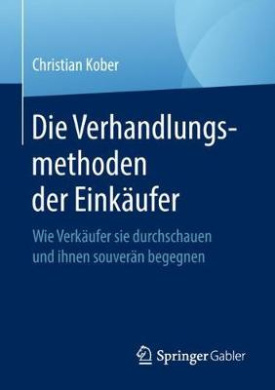 Christian Kober
Die Verhandlungs-
methoden
der Einkäufer
Wie Verkäufer sie durchschauen
und ihnen souverän begegnen
Springer Gabler